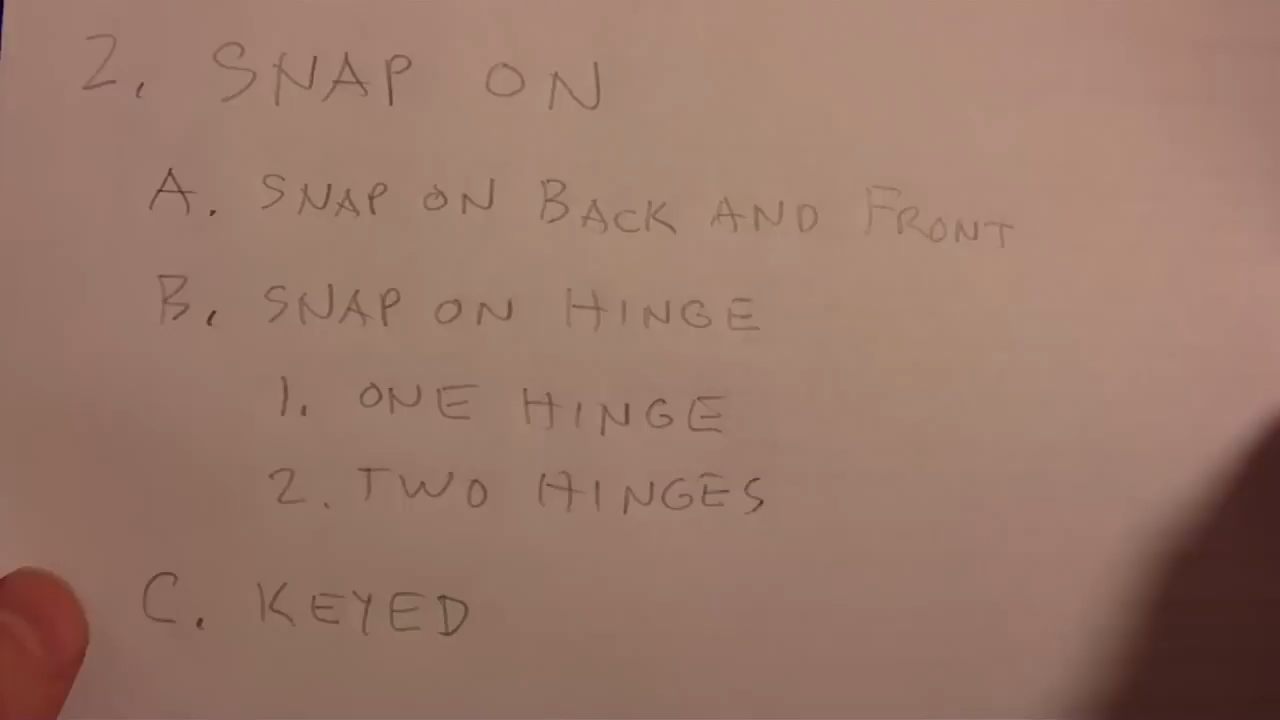 2. SNAP ON
A. SNAP ON BACK AND FRONT
B. SNAP ON HINGE
1. ONE HINGE
2. TWO HINGES
C. KEYED